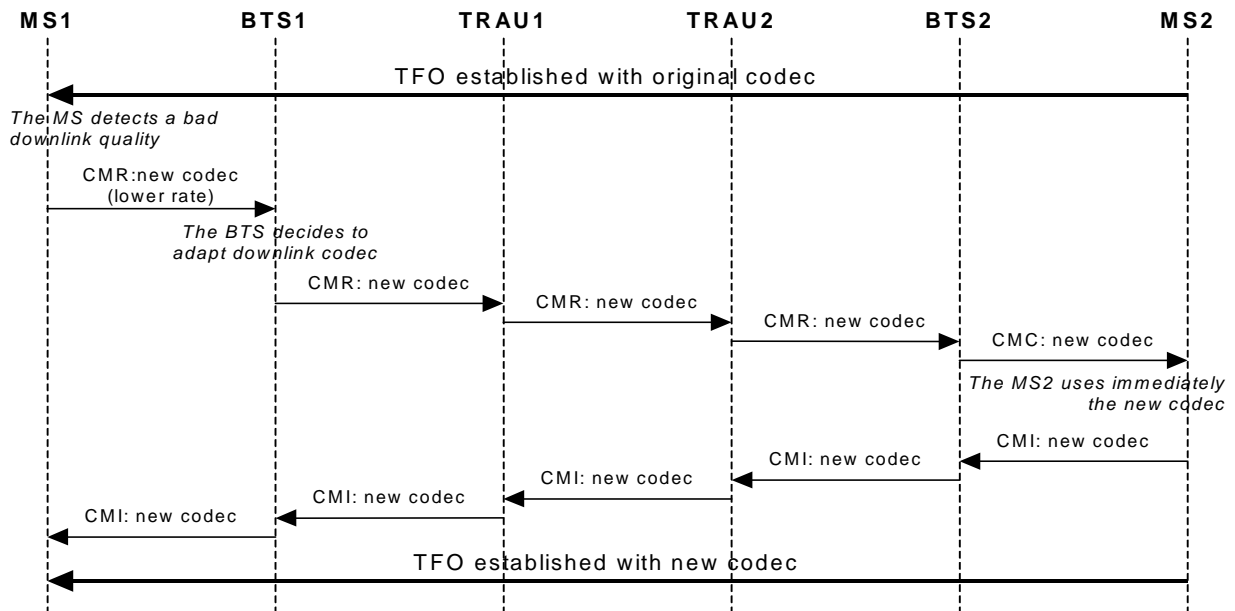 MS1 BTS1 TRAU1 TRAU2 BTS2 MS2
TFO established with original codec
The MS detects a bad
downlink quality
CMR:new codec
(lower rate)
The BTS decides to
adapt downlink codec
CMR: new codec
CMR: new codec
CMR: new codec
CMC: new codec
The MS2 uses immediately
the new codec
CMI: new codec
CMI: new codec
CMI: new codec
CMI: new codec
CMI: new codec
TFO established with new codec